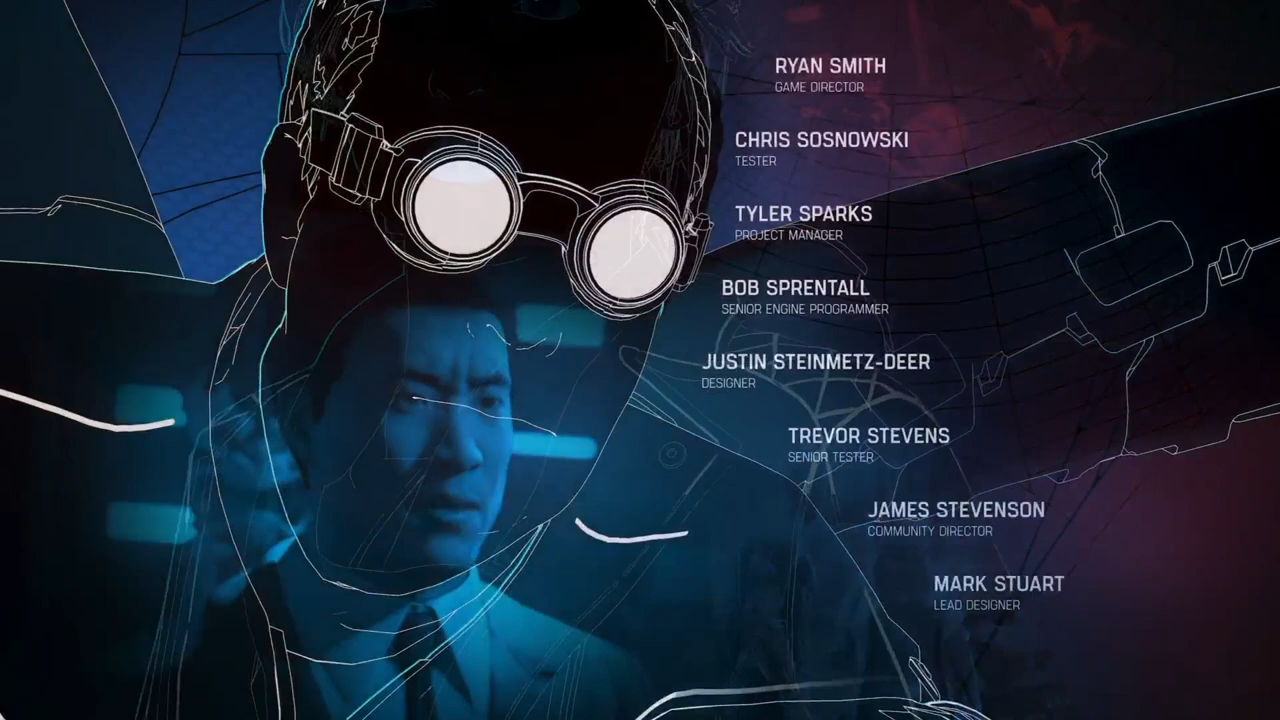 RYAN SMITH
GAME DIRECTOR
CHRIS SOSNOWSKI
TESTER
TYLER SPARKS
PROJECT MANAGER
BOB SPRENTALL
SENIOR ENGINE PROGRAMMER
JUSTIN STEINMETZ-DEER
DESIGNER
TREVOR STEVENS
SENIOR TESTER
JAMES STEVENSON
COMMUNITY DIRECTOR
MARK STUART
LEAD DESIGNER